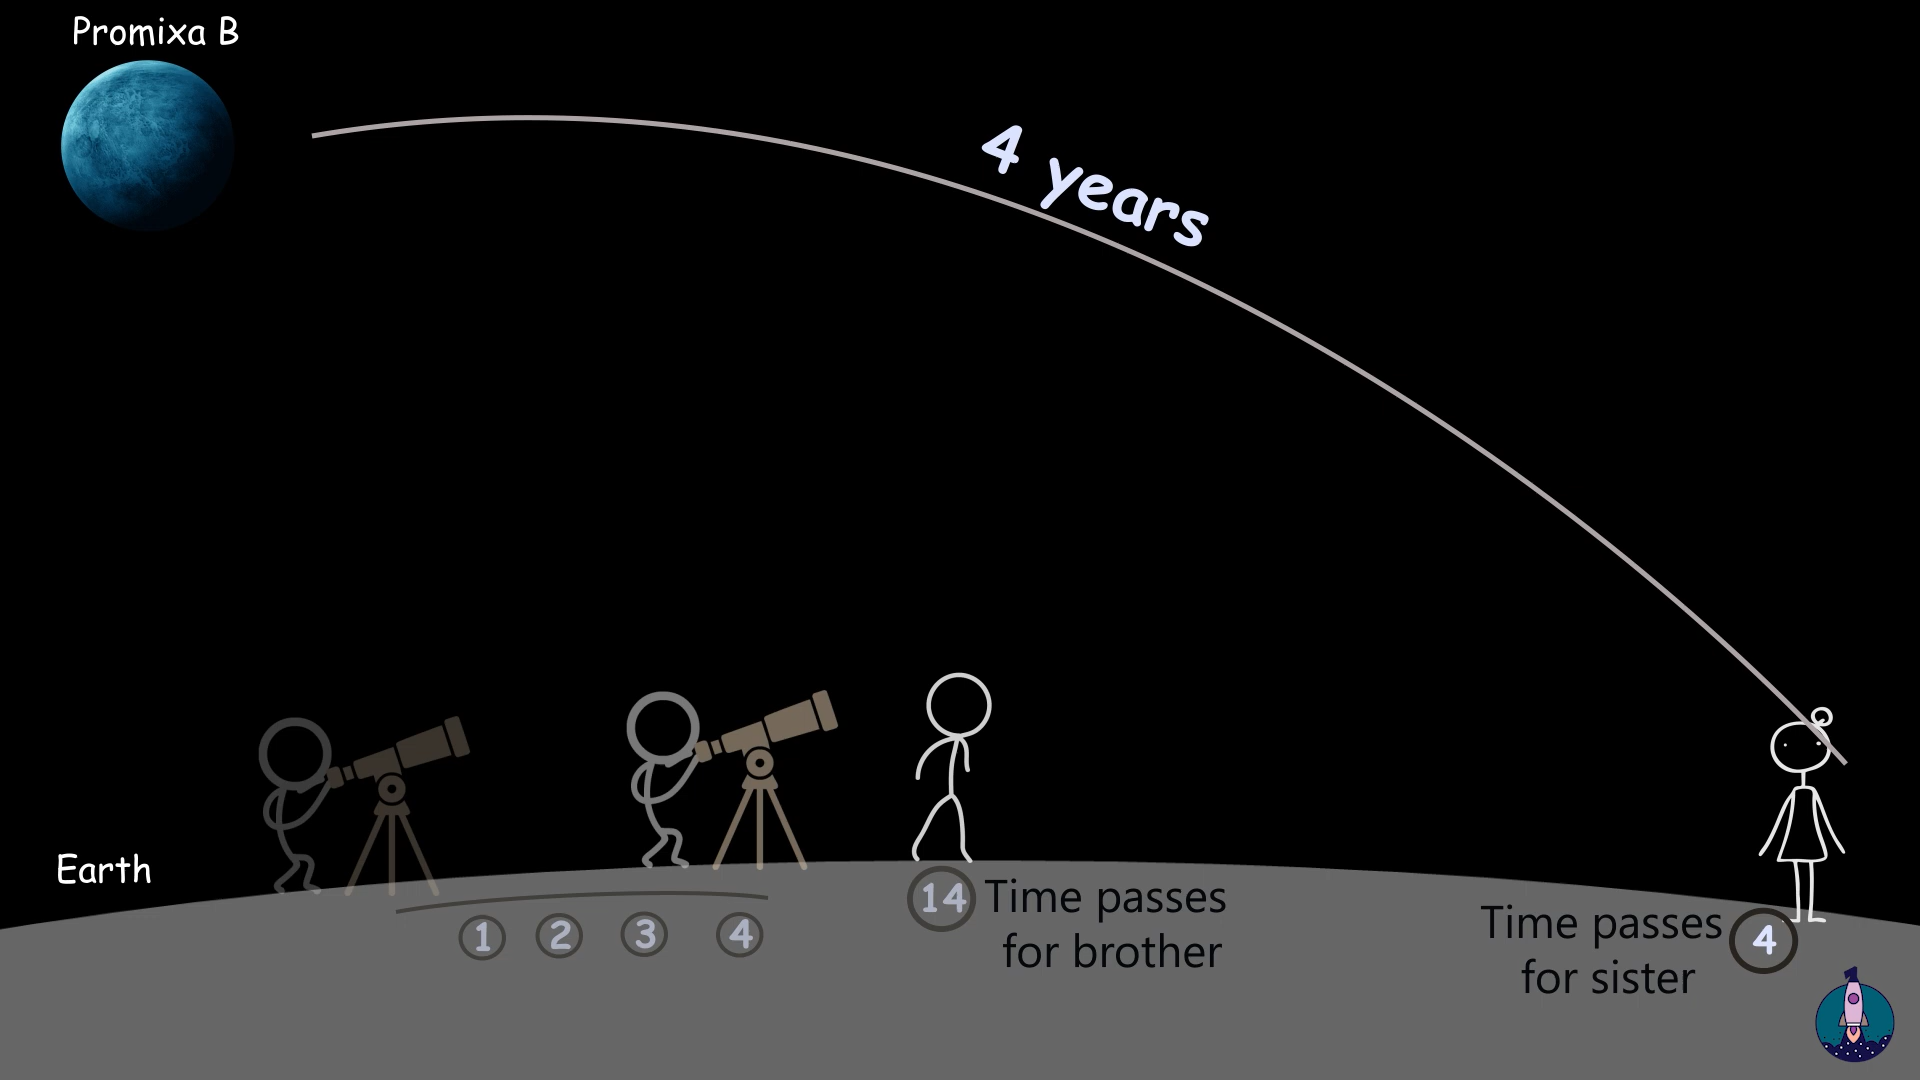 Promixa B
4 years
Earth
1 2 3 4
14
Time passes
for brother
Time passes
for sister
4